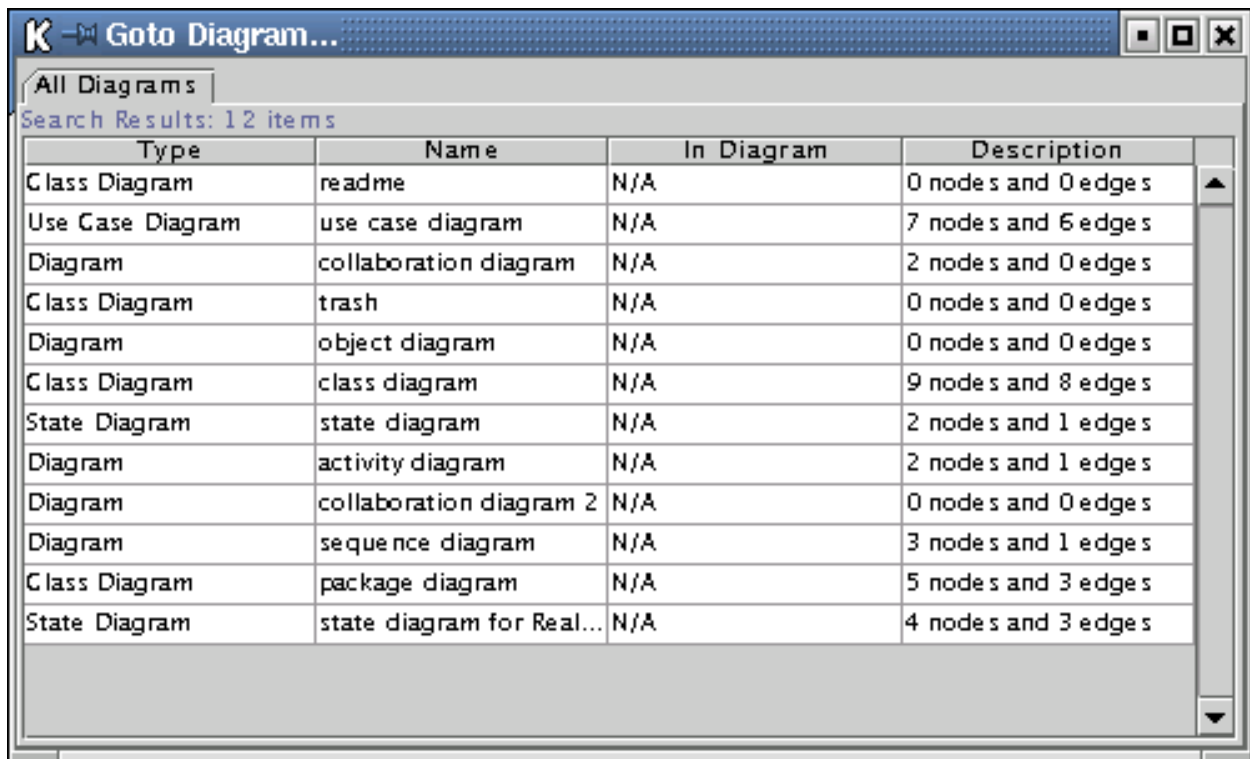 Goto Diagram...
All Diagrams
Search Results: 12 items
Type Name In Diagram Description
Class Diagram readme N/A 0 nodes and 0 edges
Use Case Diagram use case diagram N/A 7 nodes and 6 edges
Diagram collaboration diagram N/A 2 nodes and 0 edges
Class Diagram trash N/A 0 nodes and 0 edges
Diagram object diagram N/A 0 nodes and 0 edges
Class Diagram class diagram N/A 9 nodes and 8 edges
State Diagram state diagram N/A 2 nodes and 1 edges
Diagram activity diagram N/A 2 nodes and 1 edges
Diagram collaboration diagram 2 N/A 0 nodes and 0 edges
Diagram sequence diagram N/A 3 nodes and 1 edges
Class Diagram package diagram N/A 5 nodes and 3 edges
State Diagram state diagram for Real... N/A 4 nodes and 3 edges